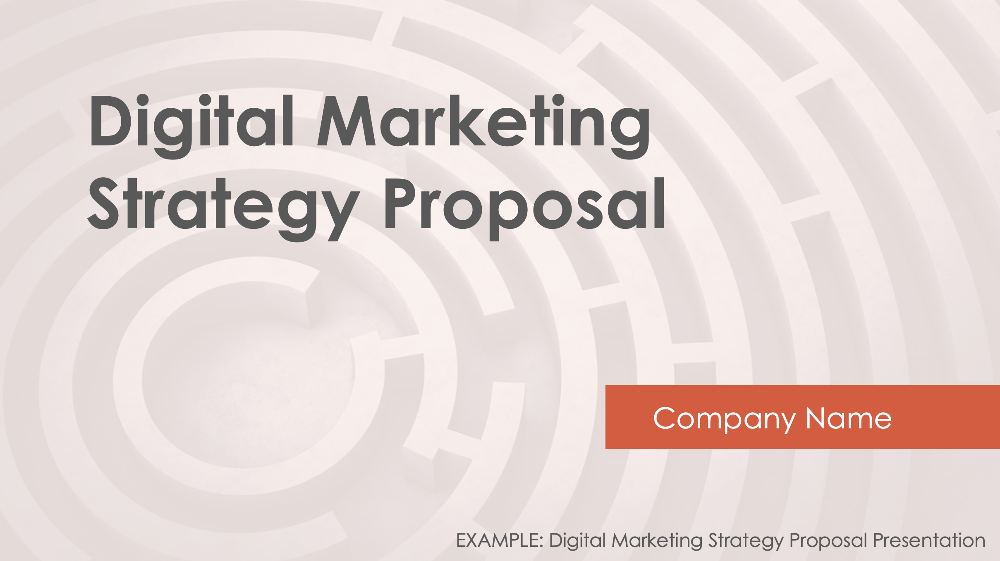 Digital Marketing
Strategy Proposal
Company Name
EXAMPLE: Digital Marketing Strategy Proposal Presentation